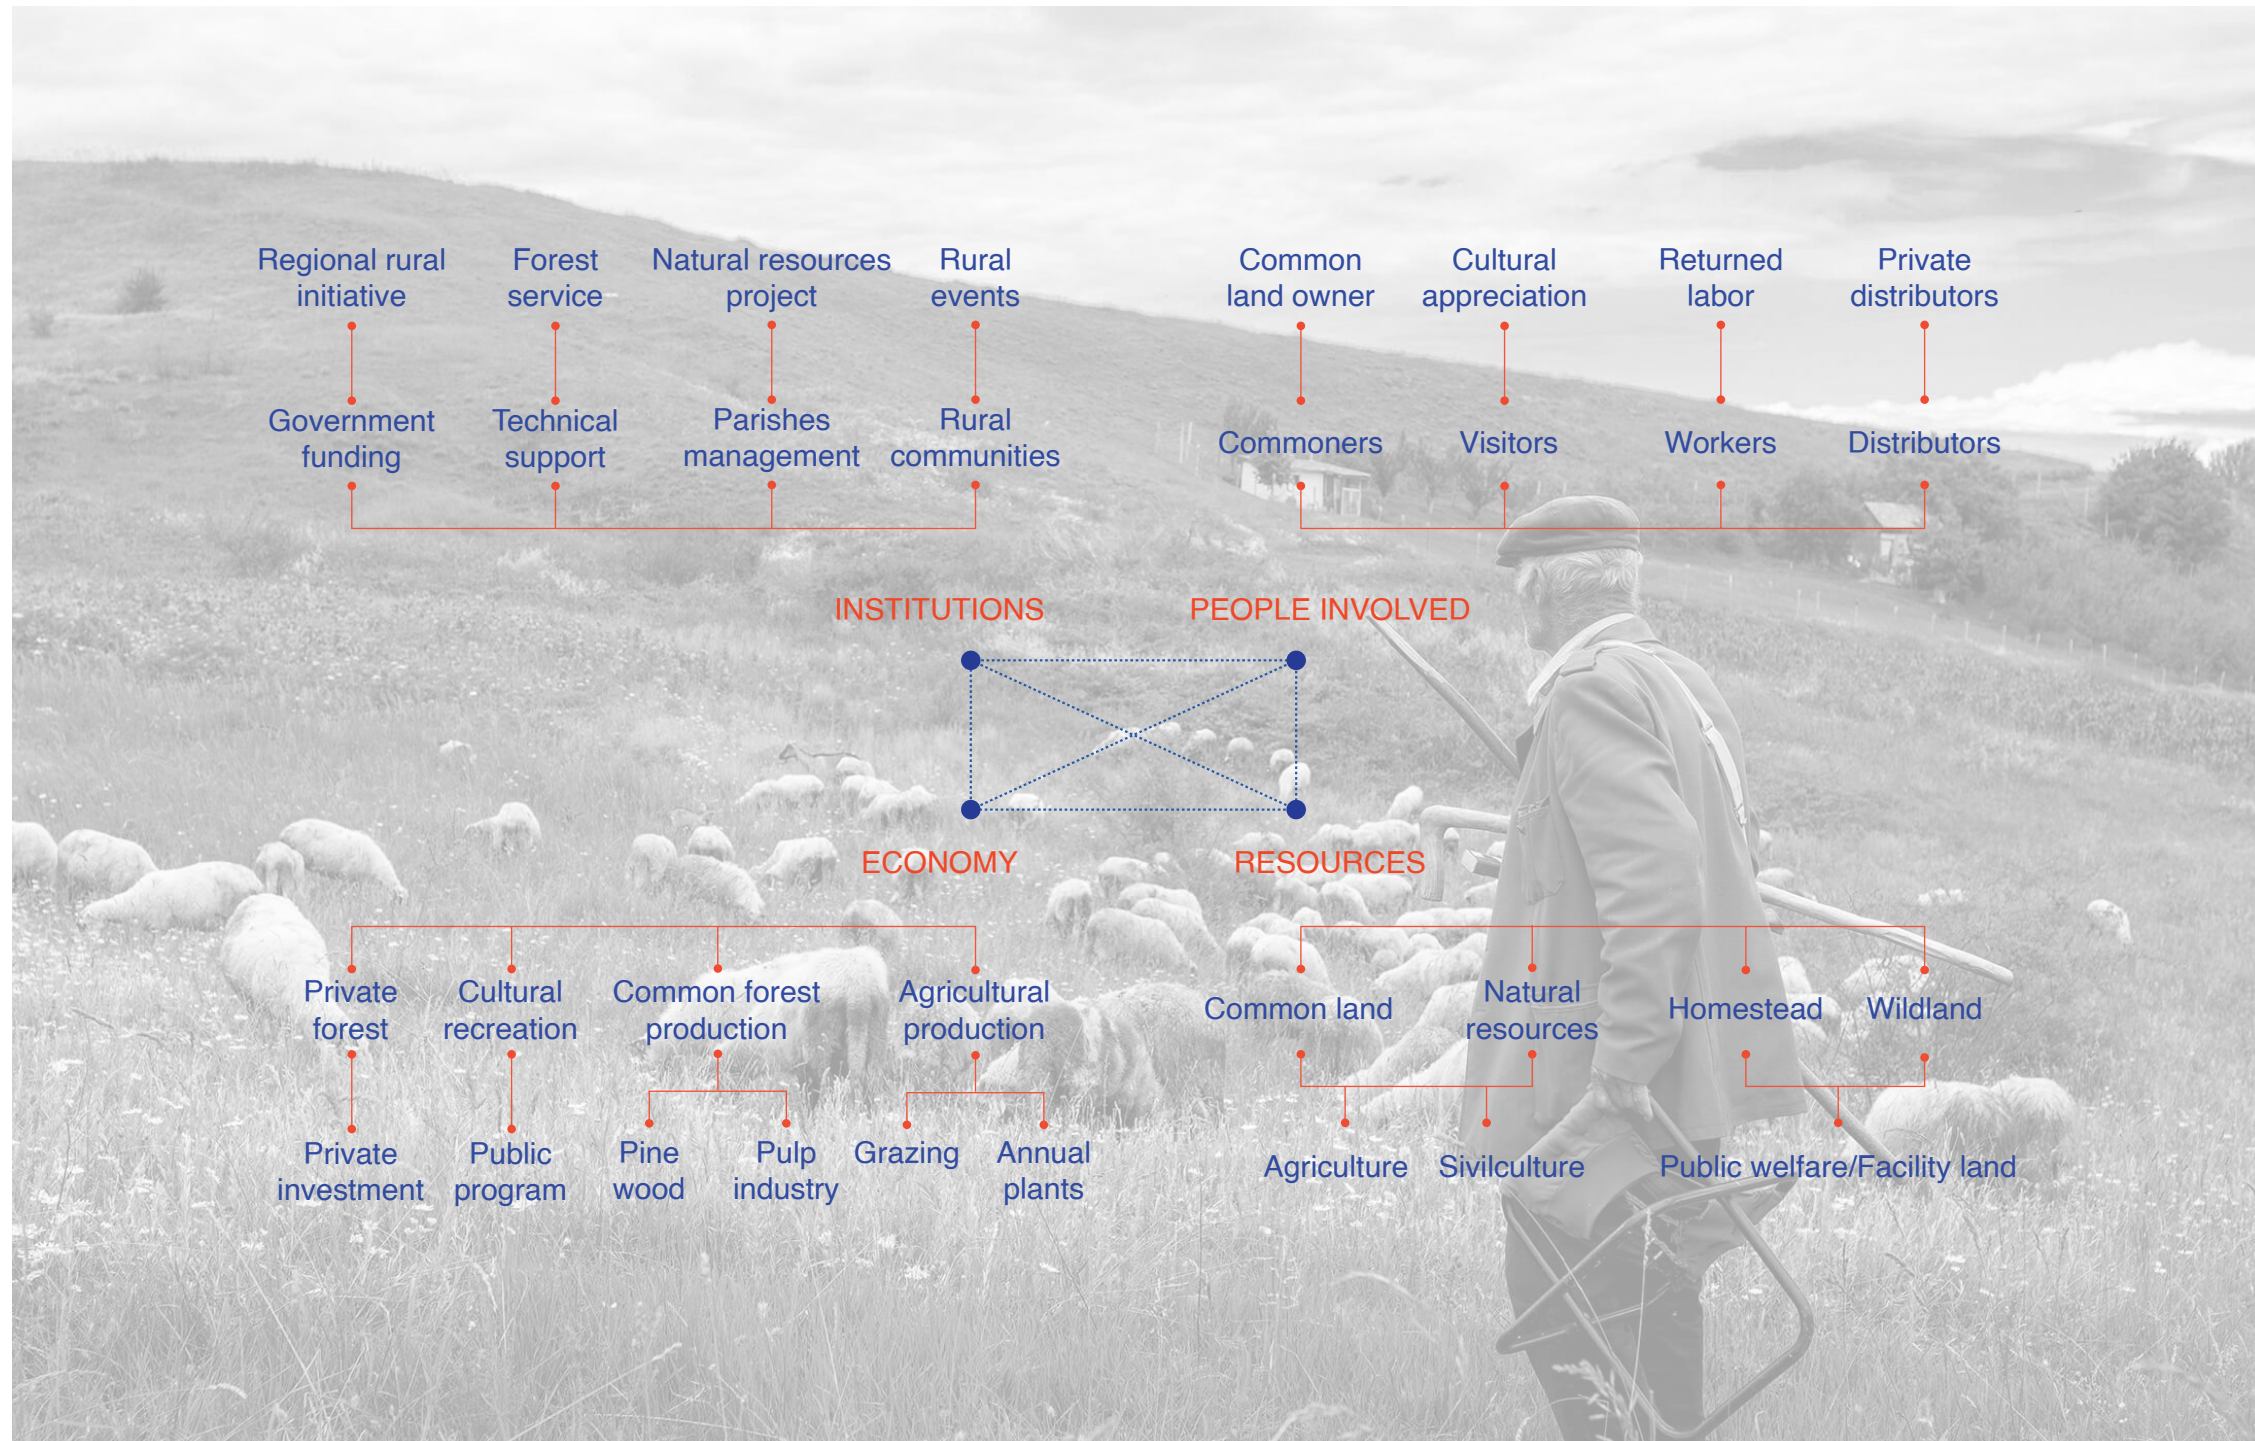 Regional rural
initiative
Forest
service
Natural resources
project
Rural
events
Common
land owner
Cultural
appreciation
Returned
labor
Private
distributors
Government
funding
Technical
support
Parishes
management
Rural
communities
Commoners
Visitors
Workers
Distributors
INSTITUTIONS
PEOPLE INVOLVED
ECONOMY
RESOURCES
Private
forest
Cultural
recreation
Common forest
production
Agricultural
production
Common land
Natural
resources
Homestead
Wildland
Private
investment
Public
program
Pine
wood
Pulp
industry
Grazing
Annual
plants
Agriculture
Sivilculture
Public welfare/Facility land